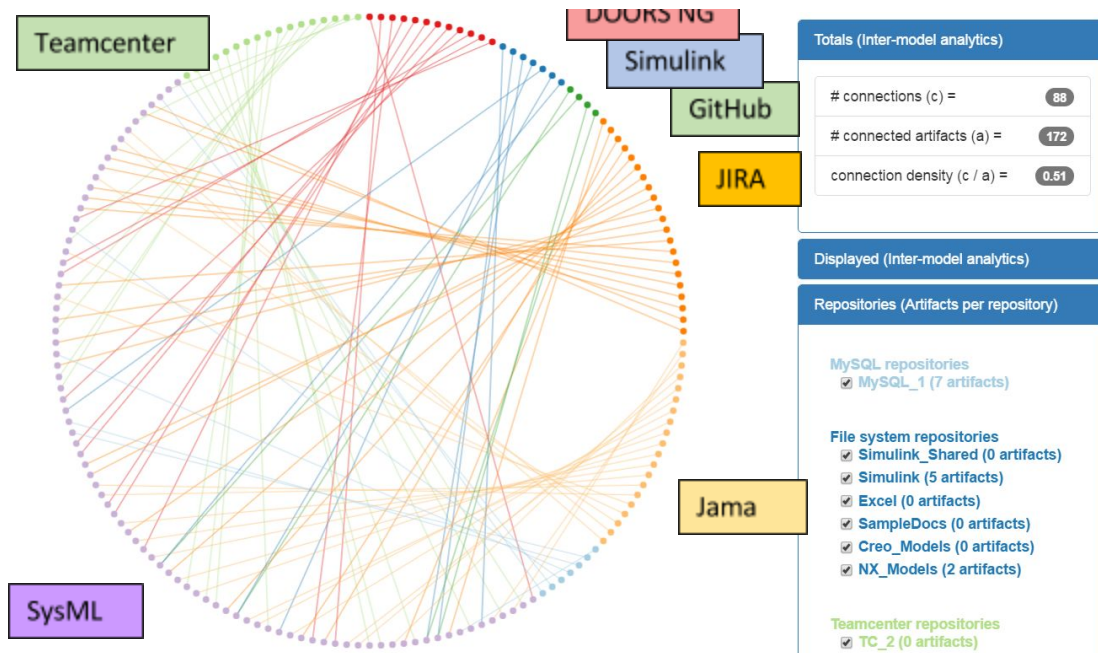 Teamcenter
DOORS NG
Simulink
GitHub
JIRA
Jama
SysML
Totals (Inter-model analytics)
# connections (c) = 88
# connected artifacts (a) = 172
connection density (c / a) = 0.51
Displayed (Inter-model analytics)
Repositories (Artifacts per repository)
MySQL repositories
MySQL_1 (7 artifacts)
File system repositories
Simulink_Shared (0 artifacts)
Simulink (5 artifacts)
Excel (0 artifacts)
SampleDocs (0 artifacts)
Creo_Models (0 artifacts)
NX_Models (2 artifacts)
Teamcenter repositories
TC_2 (0 artifacts)